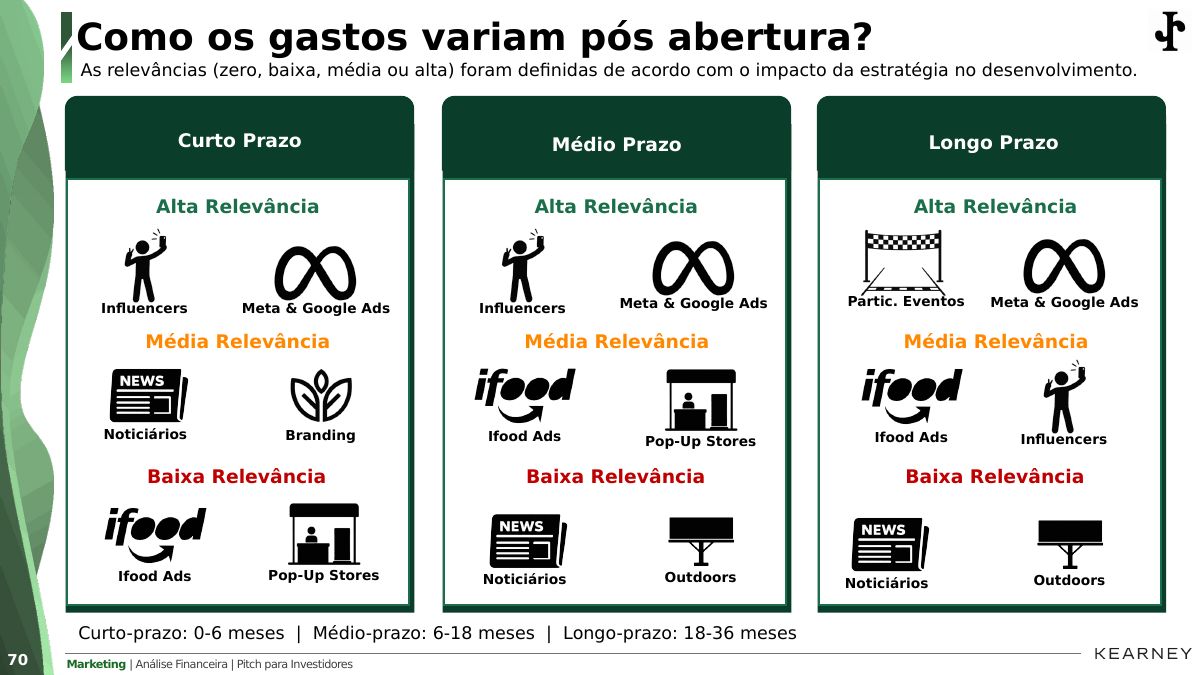 Como os gastos variam pós abertura?
As relevâncias (zero, baixa, média ou alta) foram definidas de acordo com o impacto da estratégia no desenvolvimento.
Curto Prazo
Alta Relevância
Influencers
Meta & Google Ads
Média Relevância
NEWS
Noticiários
Branding
Baixa Relevância
ifood
Ifood Ads
Pop-Up Stores
Médio Prazo
Alta Relevância
Influencers
Meta & Google Ads
Média Relevância
ifood
Ifood Ads
Pop-Up Stores
Baixa Relevância
NEWS
Noticiários
Outdoors
Longo Prazo
Alta Relevância
Partic. Eventos
Meta & Google Ads
Média Relevância
ifood
Ifood Ads
Influencers
Baixa Relevância
NEWS
Noticiários
Outdoors
Curto-prazo: 0-6 meses | Médio-prazo: 6-18 meses | Longo-prazo: 18-36 meses
70
Marketing | Análise Financeira | Pitch para Investidores
KEARNEY